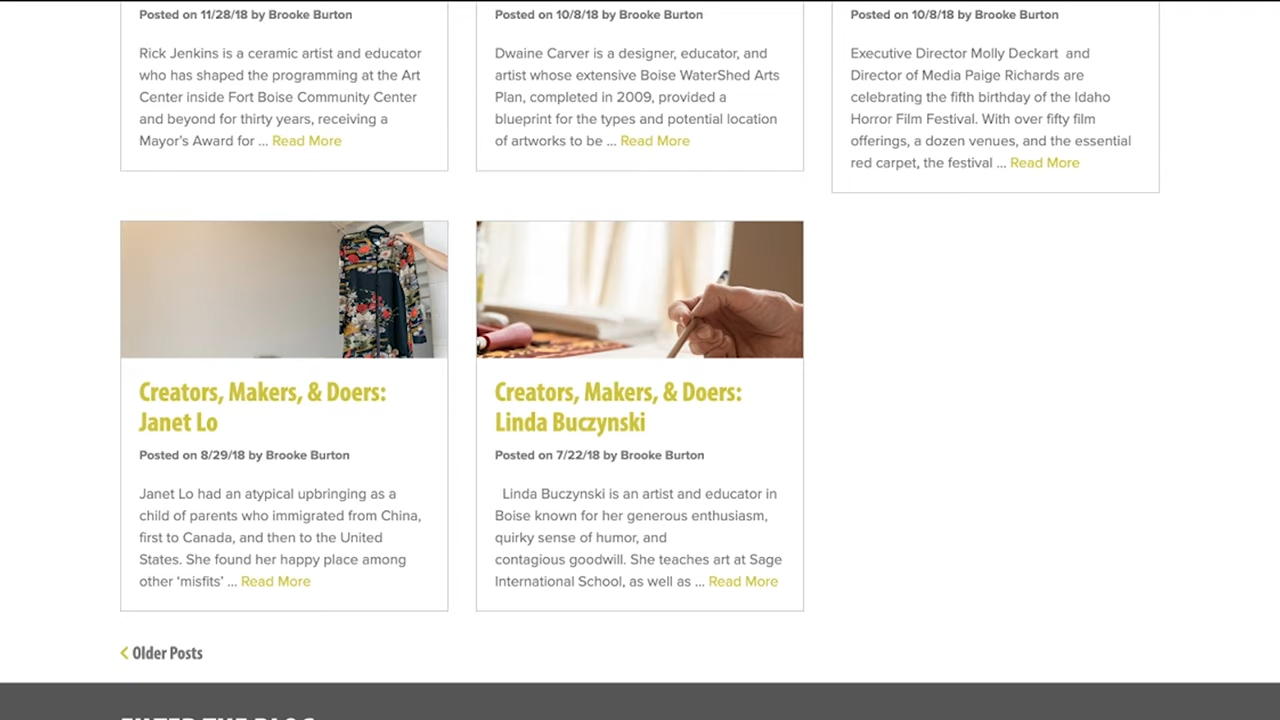 Posted on 11/28/18 by Brooke Burton
Rick Jenkins is a ceramic artist and educator
who has shaped the programming at the Art
Center inside Fort Boise Community Center
and beyond for thirty years, receiving a
Mayor’s Award for ... Read More
Posted on 10/8/18 by Brooke Burton
Dwaine Carver is a designer, educator, and
artist whose extensive Boise WaterShed Arts
Plan, completed in 2009, provided a
blueprint for the types and potential location
of artworks to be ... Read More
Posted on 10/8/18 by Brooke Burton
Executive Director Molly Deckart  and
Director of Media Paige Richards are
celebrating the fifth birthday of the Idaho
Horror Film Festival. With over fifty film
offerings, a dozen venues, and the essential
red carpet, the festival ... Read More
Creators, Makers, & Doers:
Janet Lo
Posted on 8/29/18 by Brooke Burton
Janet Lo had an atypical upbringing as a
child of parents who immigrated from China,
first to Canada, and then to the United
States. She found her happy place among
other ‘misfits’ ... Read More
Creators, Makers, & Doers:
Linda Buczynski
Posted on 7/22/18 by Brooke Burton
Linda Buczynski is an artist and educator in
Boise known for her generous enthusiasm,
quirky sense of humor, and
contagious goodwill. She teaches art at Sage
International School, as well as ... Read More
Older Posts